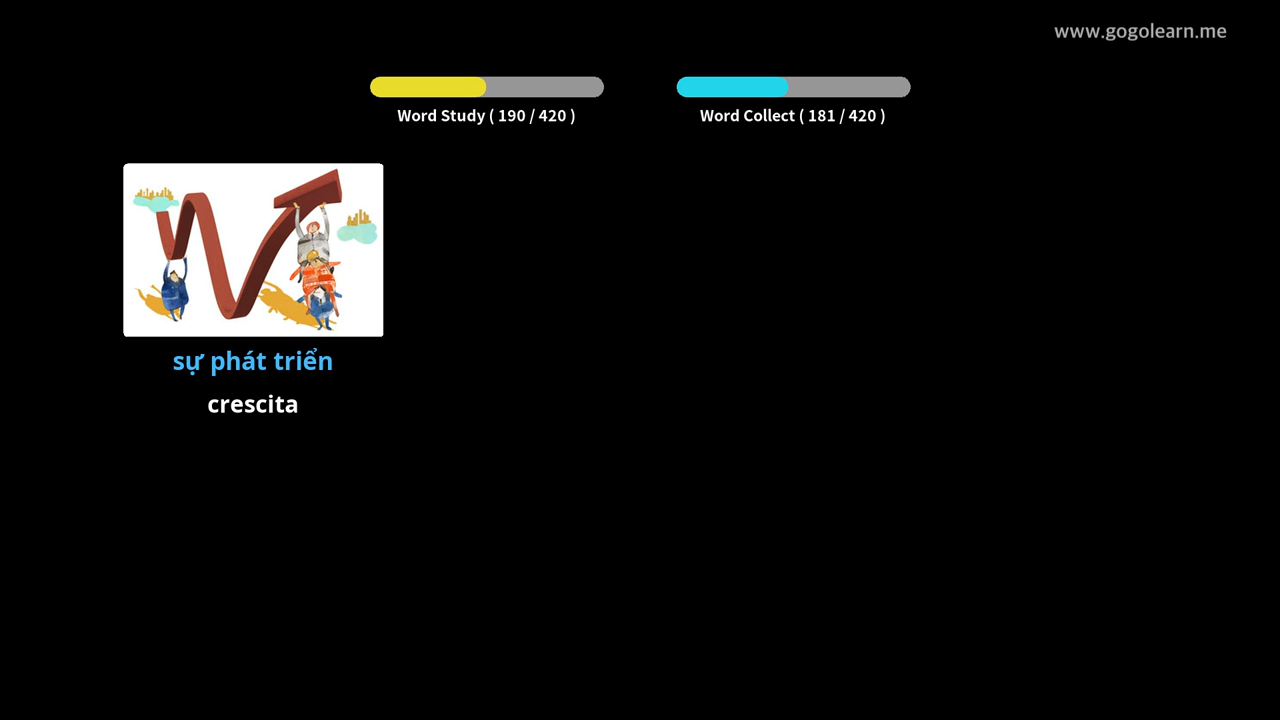 www.gogolearn.me
Word Study ( 190 / 420 )
Word Collect ( 181 / 420 )
sự phát triển
crescita